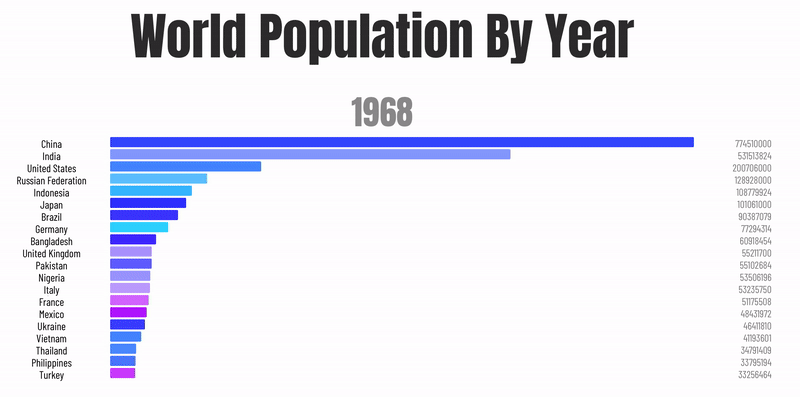 World Population By Year
1968
China 774510000
India 531513824
United States 200706000
Russian Federation 128928000
Indonesia 108779924
Japan 101061000
Brazil 90387079
Germany 77294314
Bangladesh 60918454
United Kingdom 55211700
Pakistan 55102684
Nigeria 53506196
Italy 53235750
France 51175508
Mexico 48431972
Ukraine 46411810
Vietnam 41193601
Thailand 34791409
Philippines 33795194
Turkey 33256464